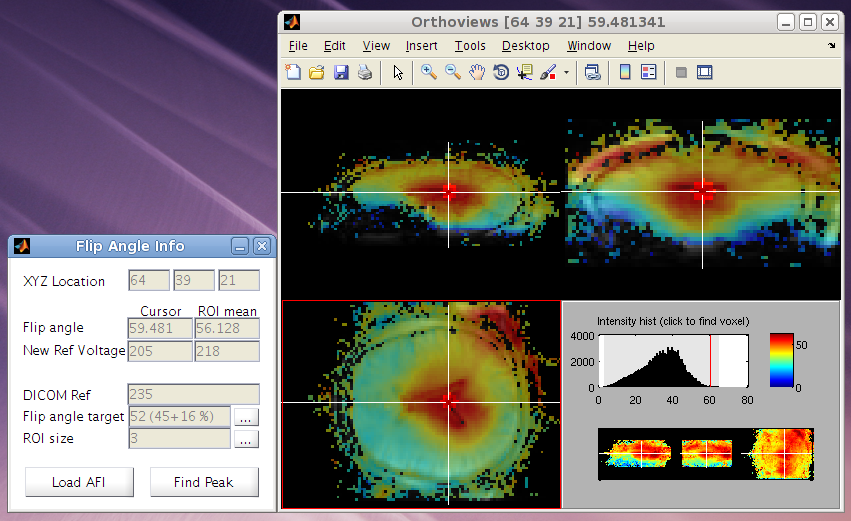 Orthoviews [64 39 21] 59.481341
File Edit View Insert Tools Desktop Window Help
Flip Angle Info
XYZ Location 64 39 21
Cursor ROI mean
Flip angle 59.481 56.128
New Ref Voltage 205 218
DICOM Ref 235
Flip angle target 52 (45+16 %) ...
ROI size 3 ...
Load AFI Find Peak
Intensity hist (click to find voxel)
4000
2000
0
0 20 40 60 80
50
0